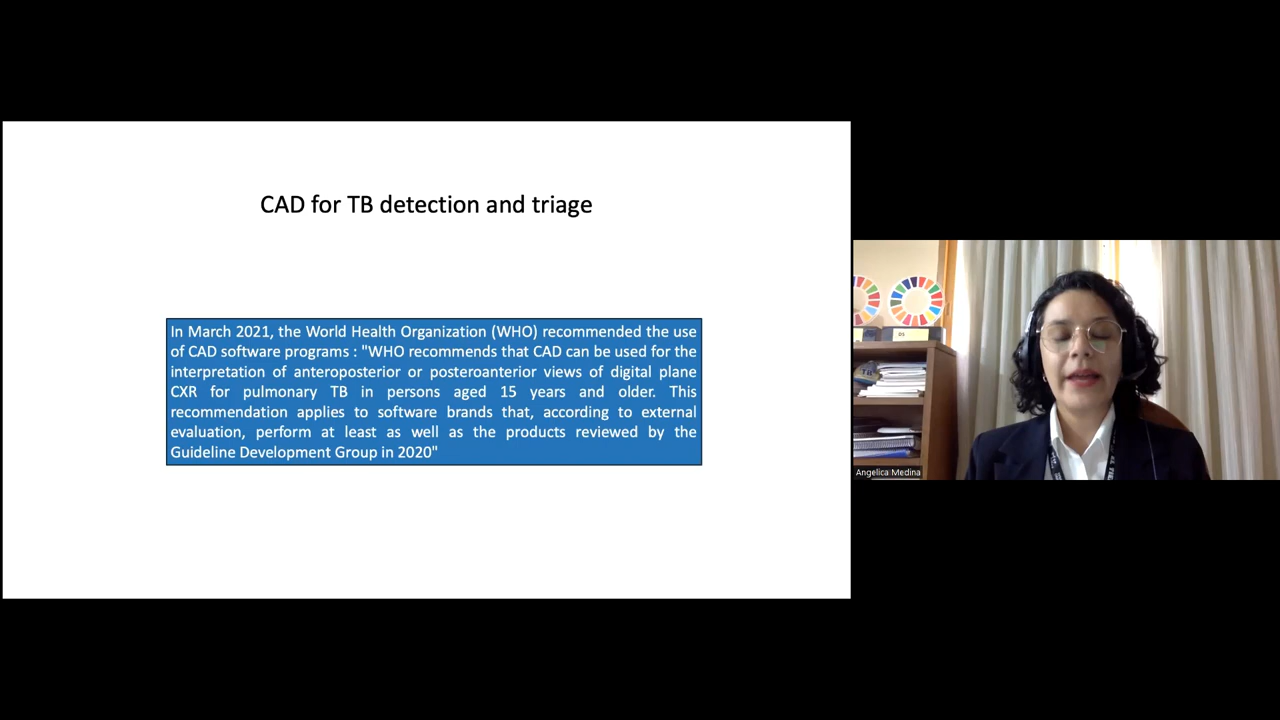 CAD for TB detection and triage
In March 2021, the World Health Organization (WHO) recommended the use
of CAD software programs : "WHO recommends that CAD can be used for the
interpretation of anteroposterior or posteroanterior views of digital plane
CXR for pulmonary TB in persons aged 15 years and older. This
recommendation applies to software brands that, according to external
evaluation, perform at least as well as the products reviewed by the
Guideline Development Group in 2020"
Angelica Medina